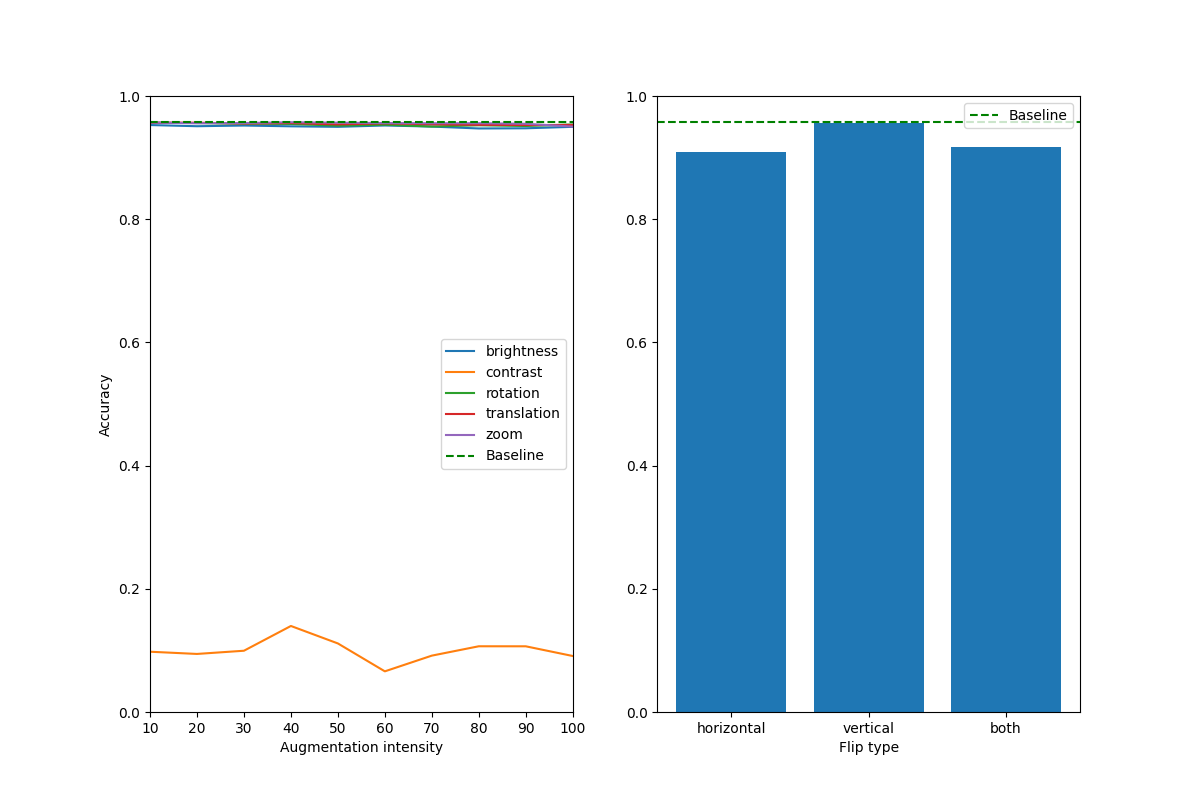 1.0
0.8
0.6
0.4
0.2
0.0
Accuracy
10 20 30 40 50 60 70 80 90 100
Augmentation intensity
brightness
contrast
rotation
translation
zoom
Baseline
1.0
0.8
0.6
0.4
0.2
0.0
Baseline
horizontal vertical both
Flip type